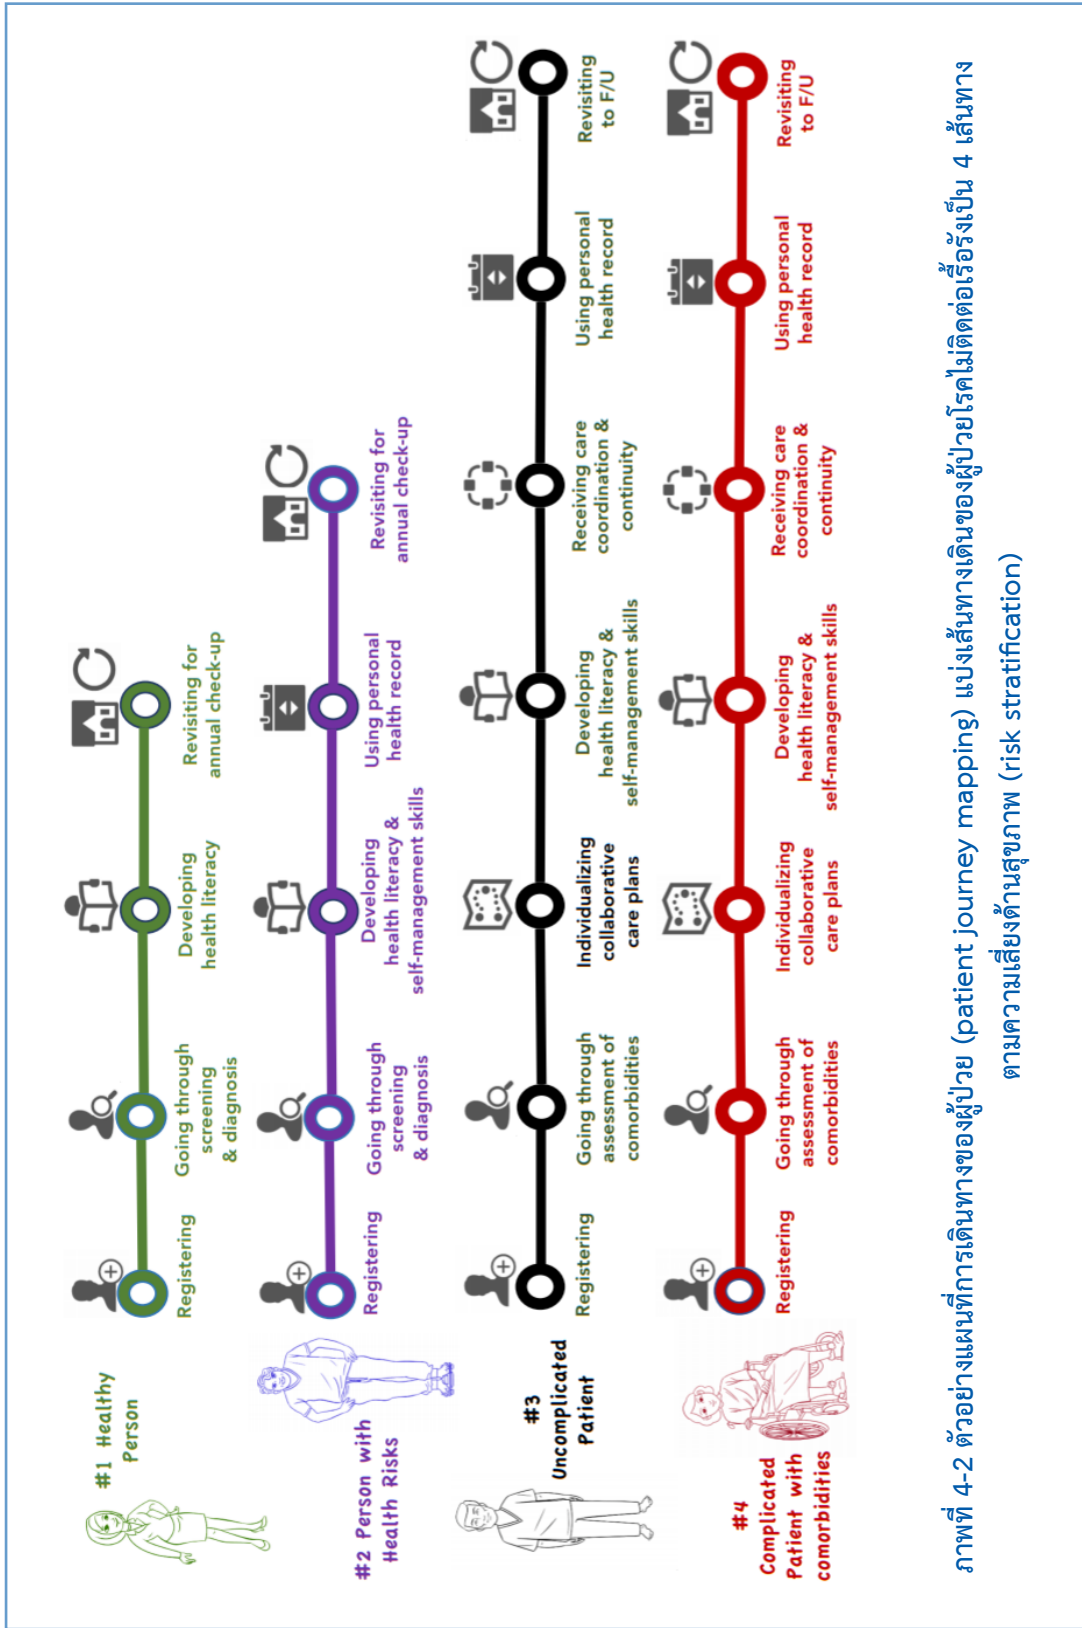 #1 Healthy
Person
Registering
Going through
screening
& diagnosis
Developing
health literacy
Revisiting for
annual check-up
#2 Person with
Health Risks
Registering
Going through
screening
& diagnosis
Developing
health literacy &
self-management skills
Using personal
health record
Revisiting for
annual check-up
#3
Uncomplicated
Patient
Registering
Going through
assessment of
comorbidities
Individualizing
collaborative
care plans
Developing
health literacy &
self-management skills
Receiving care
coordination &
continuity
Using personal
health record
Revisiting
to F/U
#4
Complicated
Patient with
comorbidities
Registering
Going through
assessment of
comorbidities
Individualizing
collaborative
care plans
Developing
health literacy &
self-management skills
Receiving care
coordination &
continuity
Using personal
health record
Revisiting
to F/U
ภาพที่ 4-2 ตัวอย่างแผนที่การเดินทางของผู้ป่วย (patient journey mapping) แบ่งเส้นทางเดินของผู้ป่วยโรคไม่ติดต่อเรื้อรังเป็น 4 เส้นทาง
ตามความเสี่ยงด้านสุขภาพ (risk stratification)